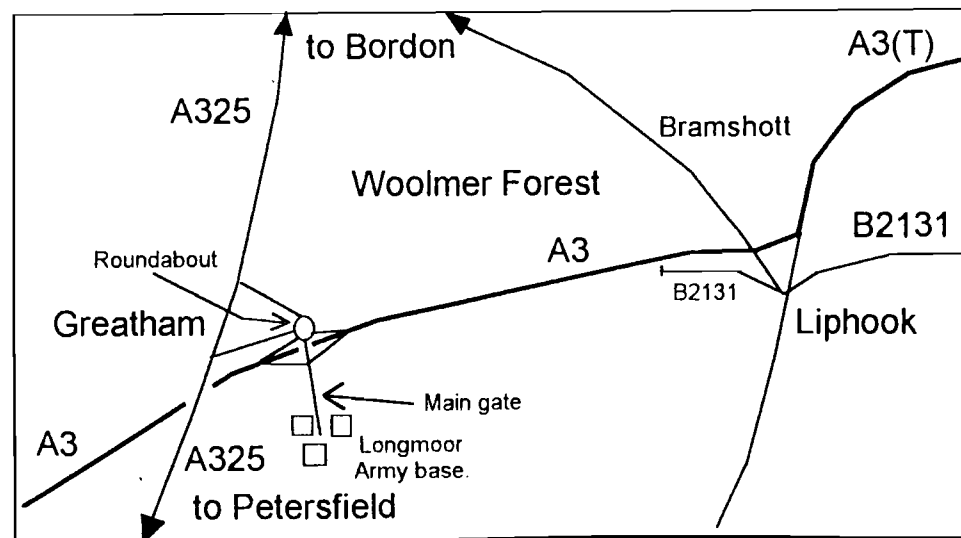 to Bordon
A3(T)
A325
Bramshott
Woolmer Forest
B2131
A3
Roundabout
B2131
Greatham
Liphook
Main gate
A3
A325
Longmoor
Army base.
to Petersfield